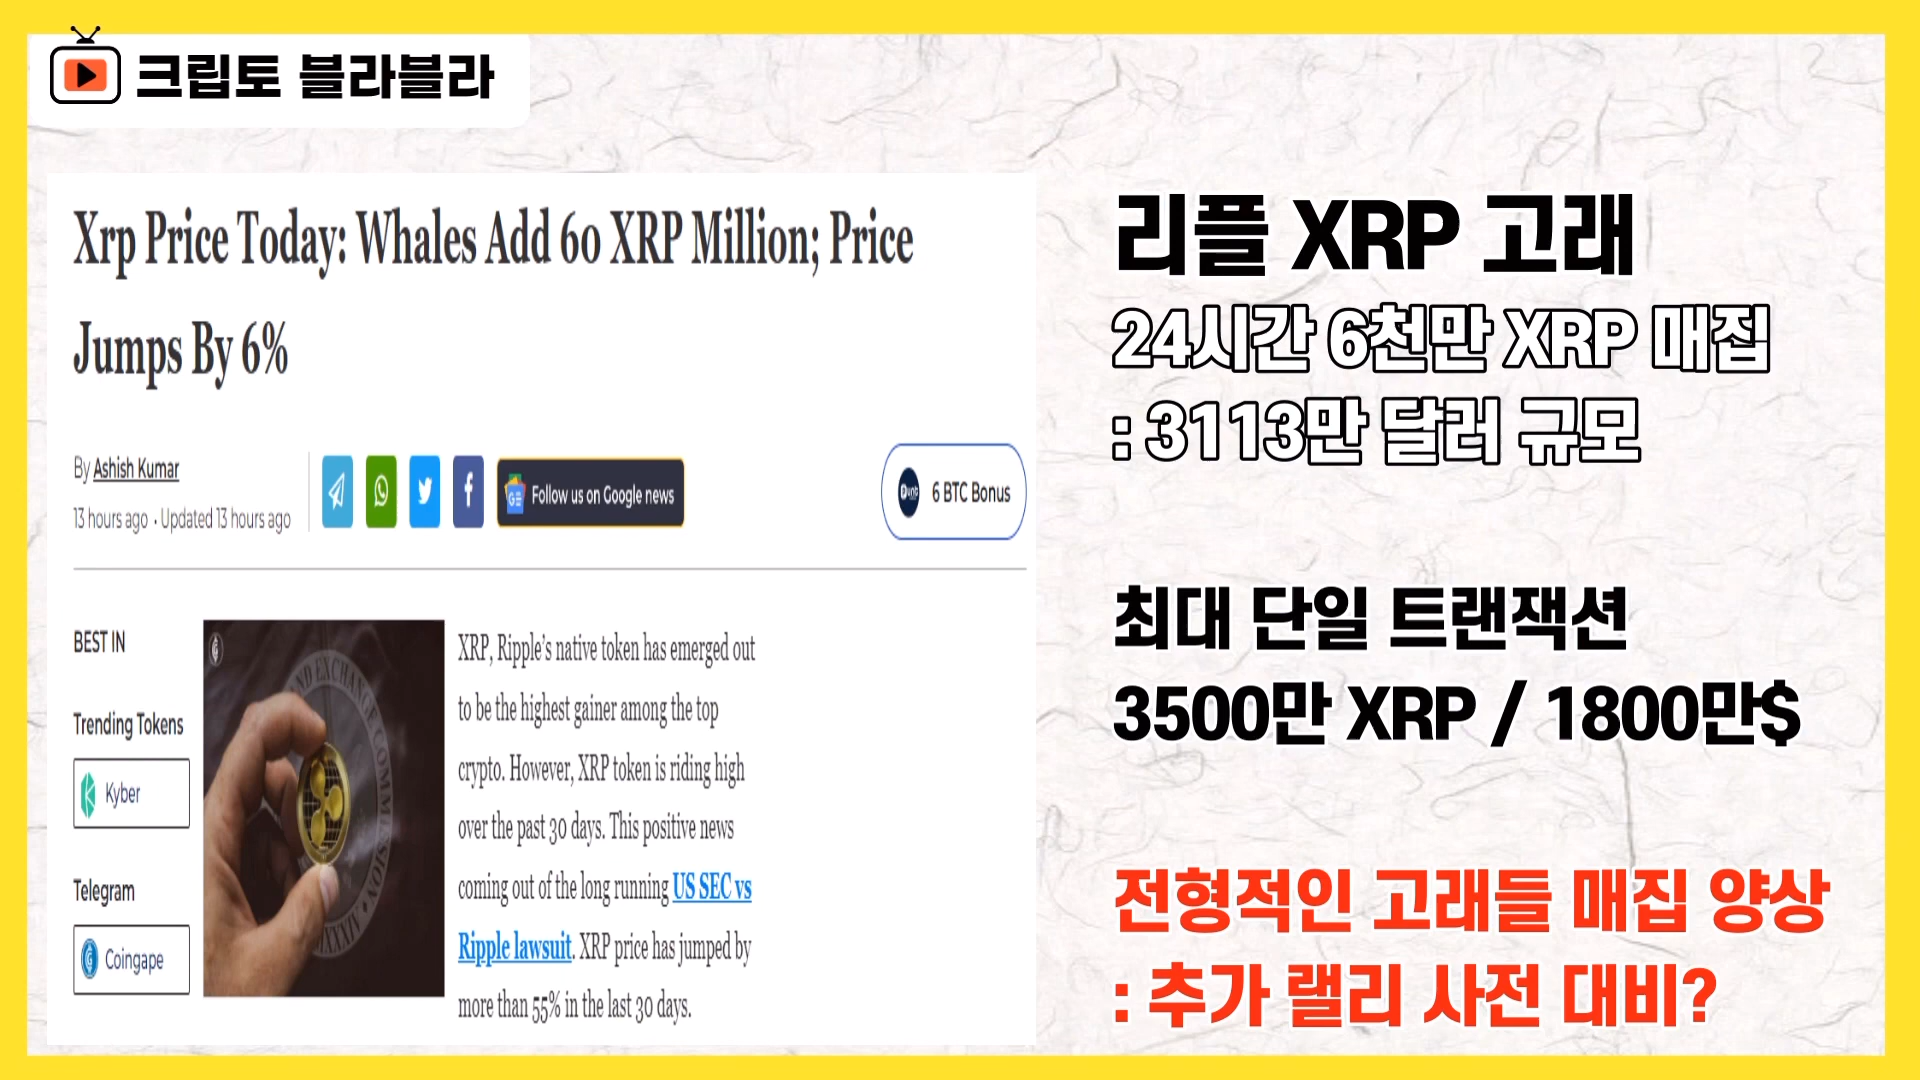 크립토 블라블라
Xrp Price Today: Whales Add 60 XRP Million; Price
Jumps By 6%
By Ashish Kumar
13 hours ago · Updated 13 hours ago
Follow us on Google news
6 BTC Bonus
BEST IN
Trending Tokens
Kyber
Telegram
Coingape
XRP, Ripple's native token has emerged out
to be the highest gainer among the top
crypto. However, XRP token is riding high
over the past 30 days. This positive news
coming out of the long running US SEC vs
Ripple lawsuit. XRP price has jumped by
more than 55% in the last 30 days.
리플 XRP 고래
24시간 6천만 XRP 매집
: 3113만 달러 규모
최대 단일 트랜잭션
3500만 XRP / 1800만$
전형적인 고래들 매집 양상
: 추가 랠리 사전 대비?